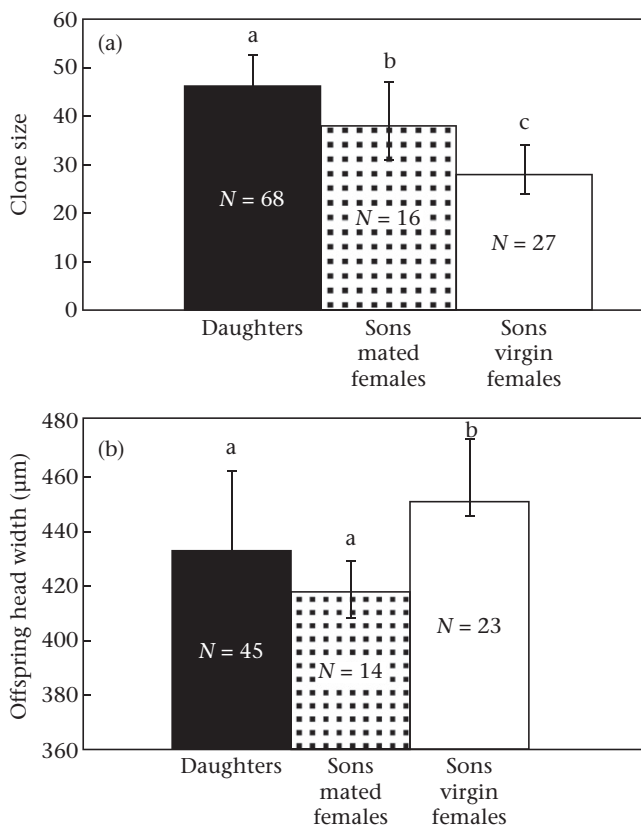 (a)
Clone size
60
50
40
30
20
10
0
a
b
c
N = 68
N = 16
N = 27
Daughters
Sons
mated
females
Sons
virgin
females
(b)
Offspring head width (µm)
480
460
440
420
400
380
360
a
a
b
N = 45
N = 14
N = 23
Daughters
Sons
mated
females
Sons
virgin
females